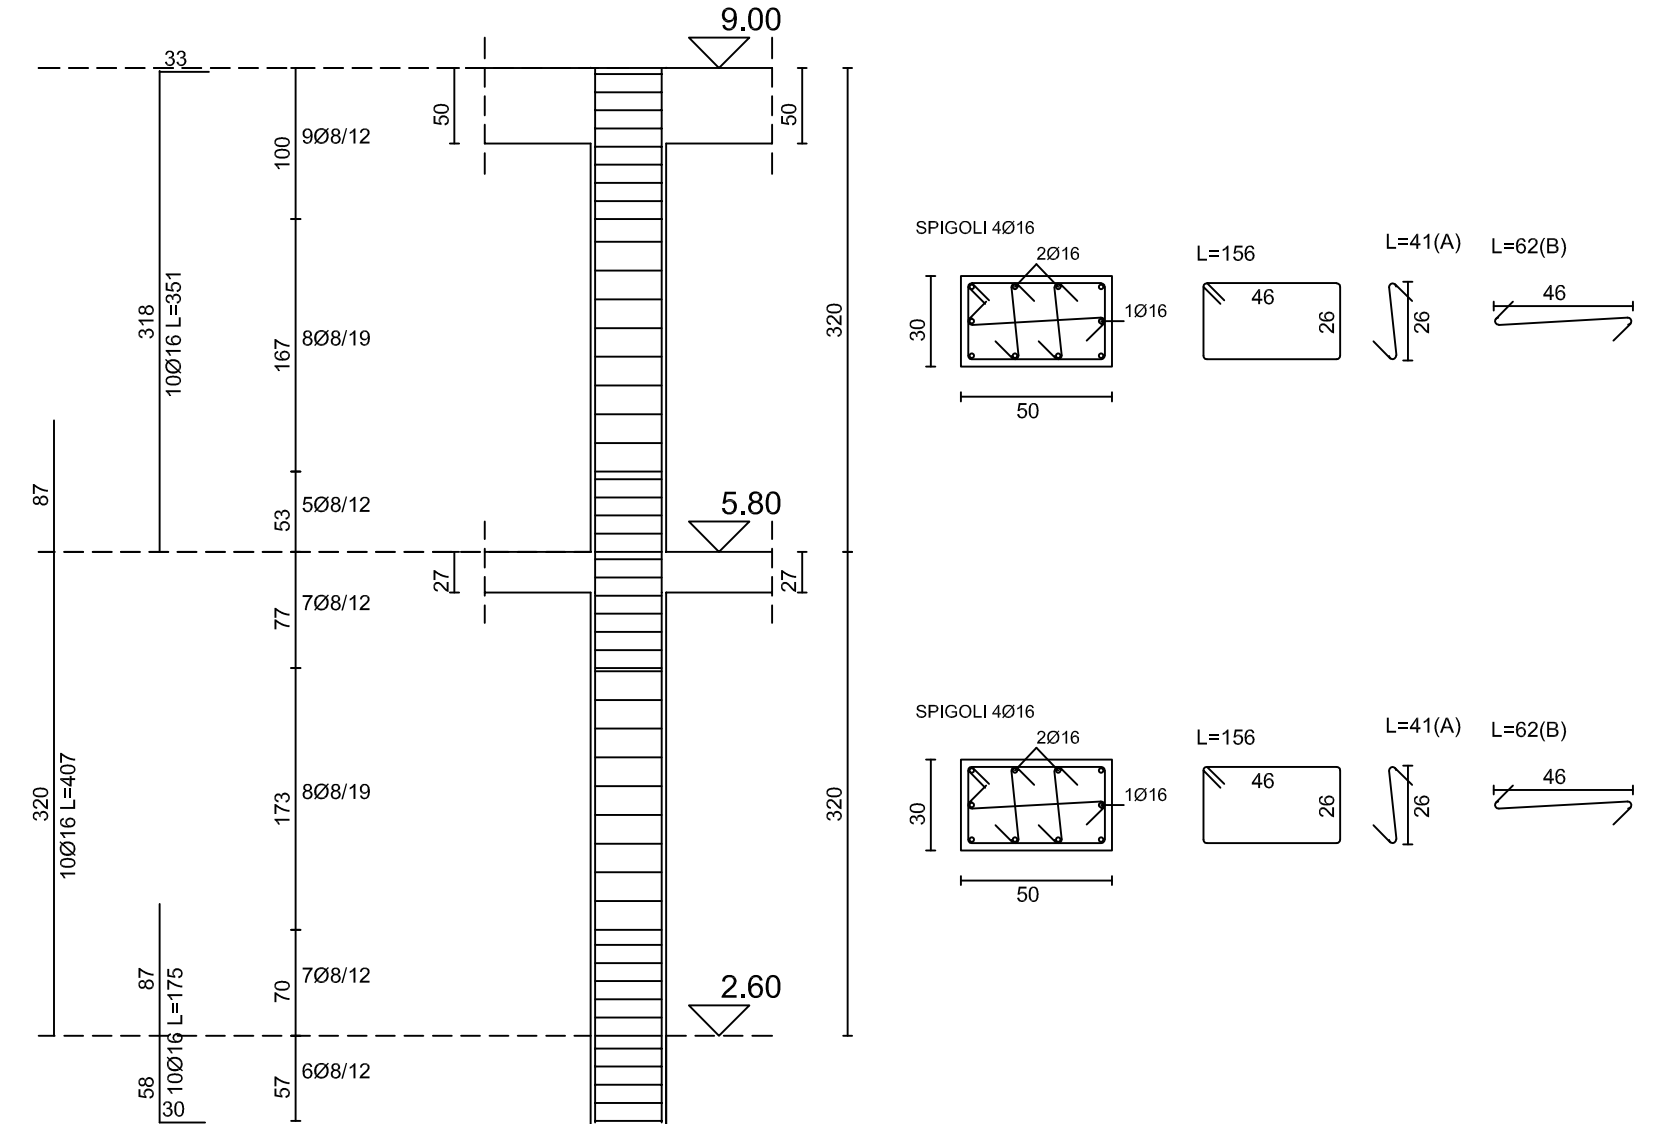 9.00
33
50
50
9Ø8/12
100
318
10Ø16 L=351
8Ø8/19
167
320
87
5Ø8/12
53
5.80
27
27
7Ø8/12
77
320
10Ø16 L=407
8Ø8/19
173
320
87
10Ø16 L=175
7Ø8/12
70
2.60
6Ø8/12
57
58
30
SPIGOLI 4Ø16
2Ø16
1Ø16
30
50
L=156
46
26
L=41(A)
26
L=62(B)
46
SPIGOLI 4Ø16
2Ø16
1Ø16
30
50
L=156
46
26
L=41(A)
26
L=62(B)
46